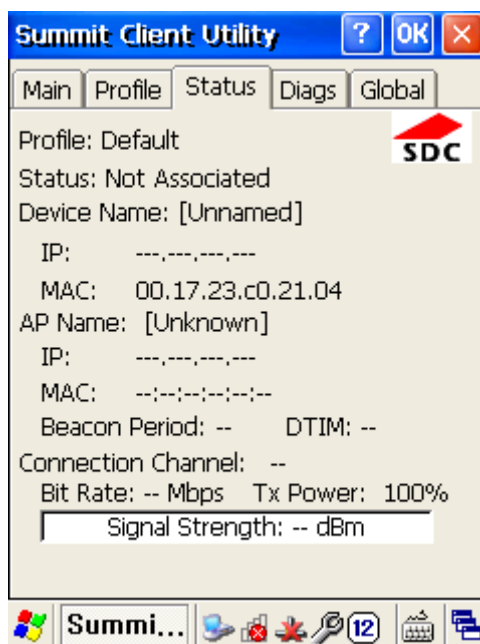 Summit Client Utility ? OK ×
Main Profile Status Diags Global
Profile: Default
SDC
Status: Not Associated
Device Name: [Unnamed]
IP: ---.---.---.---
MAC: 00.17.23.c0.21.04
AP Name: [Unknown]
IP: ---.---.---.---
MAC: --:--:--:--:--:--
Beacon Period: -- DTIM: --
Connection Channel: --
Bit Rate: -- Mbps Tx Power: 100%
Signal Strength: -- dBm
Summi... 12